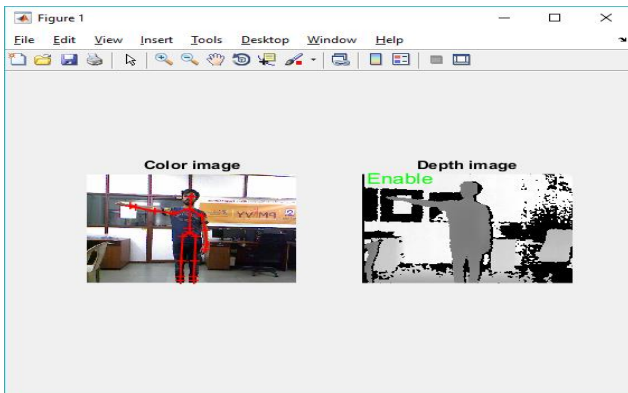 Figure 1
File Edit View Insert Tools Desktop Window Help
Color image
Depth image
Enable